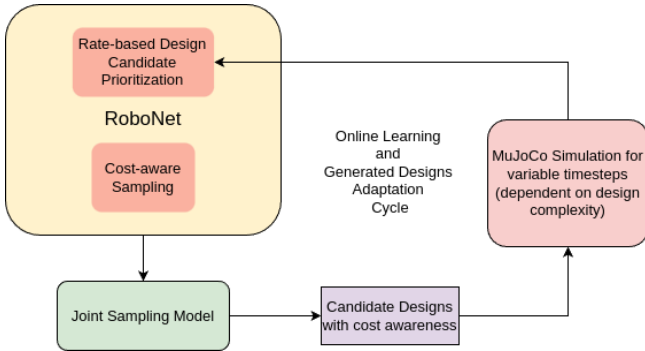 Rate-based Design
Candidate
Prioritization
RoboNet
Cost-aware
Sampling
Online Learning
and
Generated Designs
Adaptation
Cycle
MuJoCo Simulation for
variable timesteps
(dependent on design
complexity)
Joint Sampling Model
Candidate Designs
with cost awareness